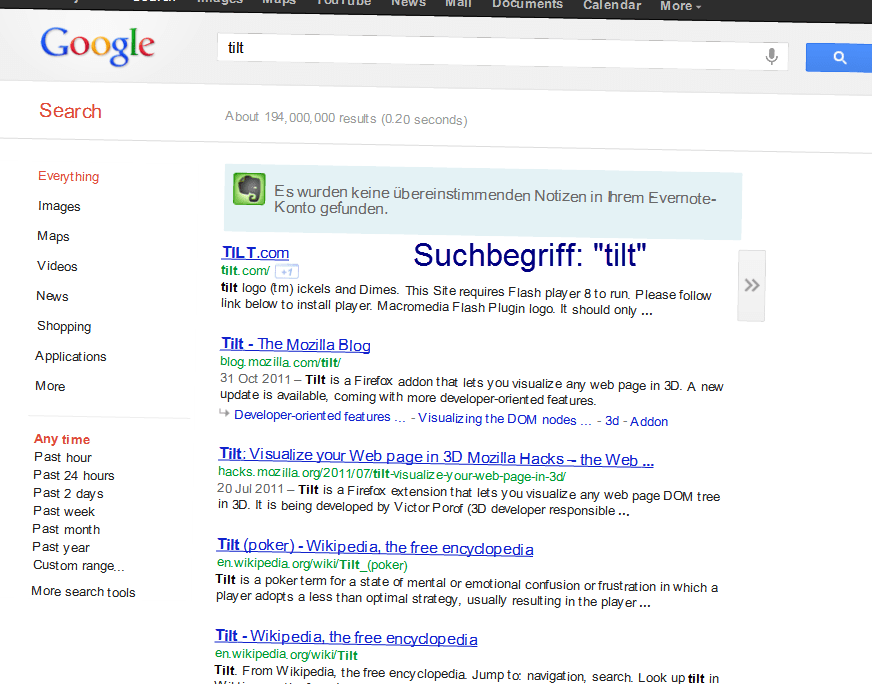 Search Images Maps YouTube News Mail Documents Calendar More
Google
tilt
Search
About 194,000,000 results (0.20 seconds)
Everything
Images
Maps
Videos
News
Shopping
Applications
More
Any time
Past hour
Past 24 hours
Past 2 days
Past week
Past month
Past year
Custom range...
More search tools
Es wurden keine übereinstimmenden Notizen in Ihrem Evernote-
Konto gefunden.
Suchbegriff: "tilt"
TILT.com
tilt.com/ +1
tilt logo (tm) ickels and Dimes. This Site requires Flash player 8 to run. Please follow
link below to install player. Macromedia Flash Plugin logo. It should only ...
Tilt - The Mozilla Blog
blog.mozilla.com/tilt/
31 Oct 2011 – Tilt is a Firefox addon that lets you visualize any web page in 3D. A new
update is available, coming with more developer-oriented features.
Developer-oriented features ... - Visualizing the DOM nodes ... - 3d - Addon
Tilt: Visualize your Web page in 3D Mozilla Hacks – the Web ...
hacks.mozilla.org/2011/07/tilt-visualize-your-web-page-in-3d/
20 Jul 2011 – Tilt is a Firefox extension that lets you visualize any web page DOM tree
in 3D. It is being developed by Victor Porof (3D developer responsible ...
Tilt (poker) - Wikipedia, the free encyclopedia
en.wikipedia.org/wiki/Tilt_(poker)
Tilt is a poker term for a state of mental or emotional confusion or frustration in which a
player adopts a less than optimal strategy, usually resulting in the player ...
Tilt - Wikipedia, the free encyclopedia
en.wikipedia.org/wiki/Tilt
Tilt. From Wikipedia, the free encyclopedia. Jump to: navigation, search. Look up tilt in